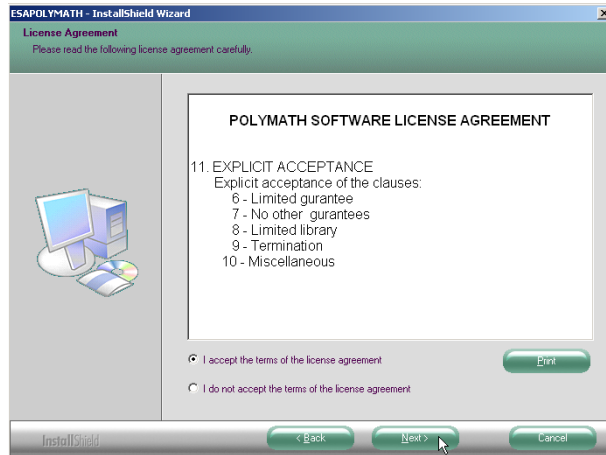 ESAPOLYMATH - InstallShield Wizard
License Agreement
Please read the following license agreement carefully.
POLYMATH SOFTWARE LICENSE AGREEMENT
11. EXPLICIT ACCEPTANCE
Explicit acceptance of the clauses:
6 - Limited gurantee
7 - No other gurantees
8 - Limited library
9 - Termination
10 - Miscellaneous
I accept the terms of the license agreement
Print
I do not accept the terms of the license agreement
InstallShield
< Back
Next >
Cancel